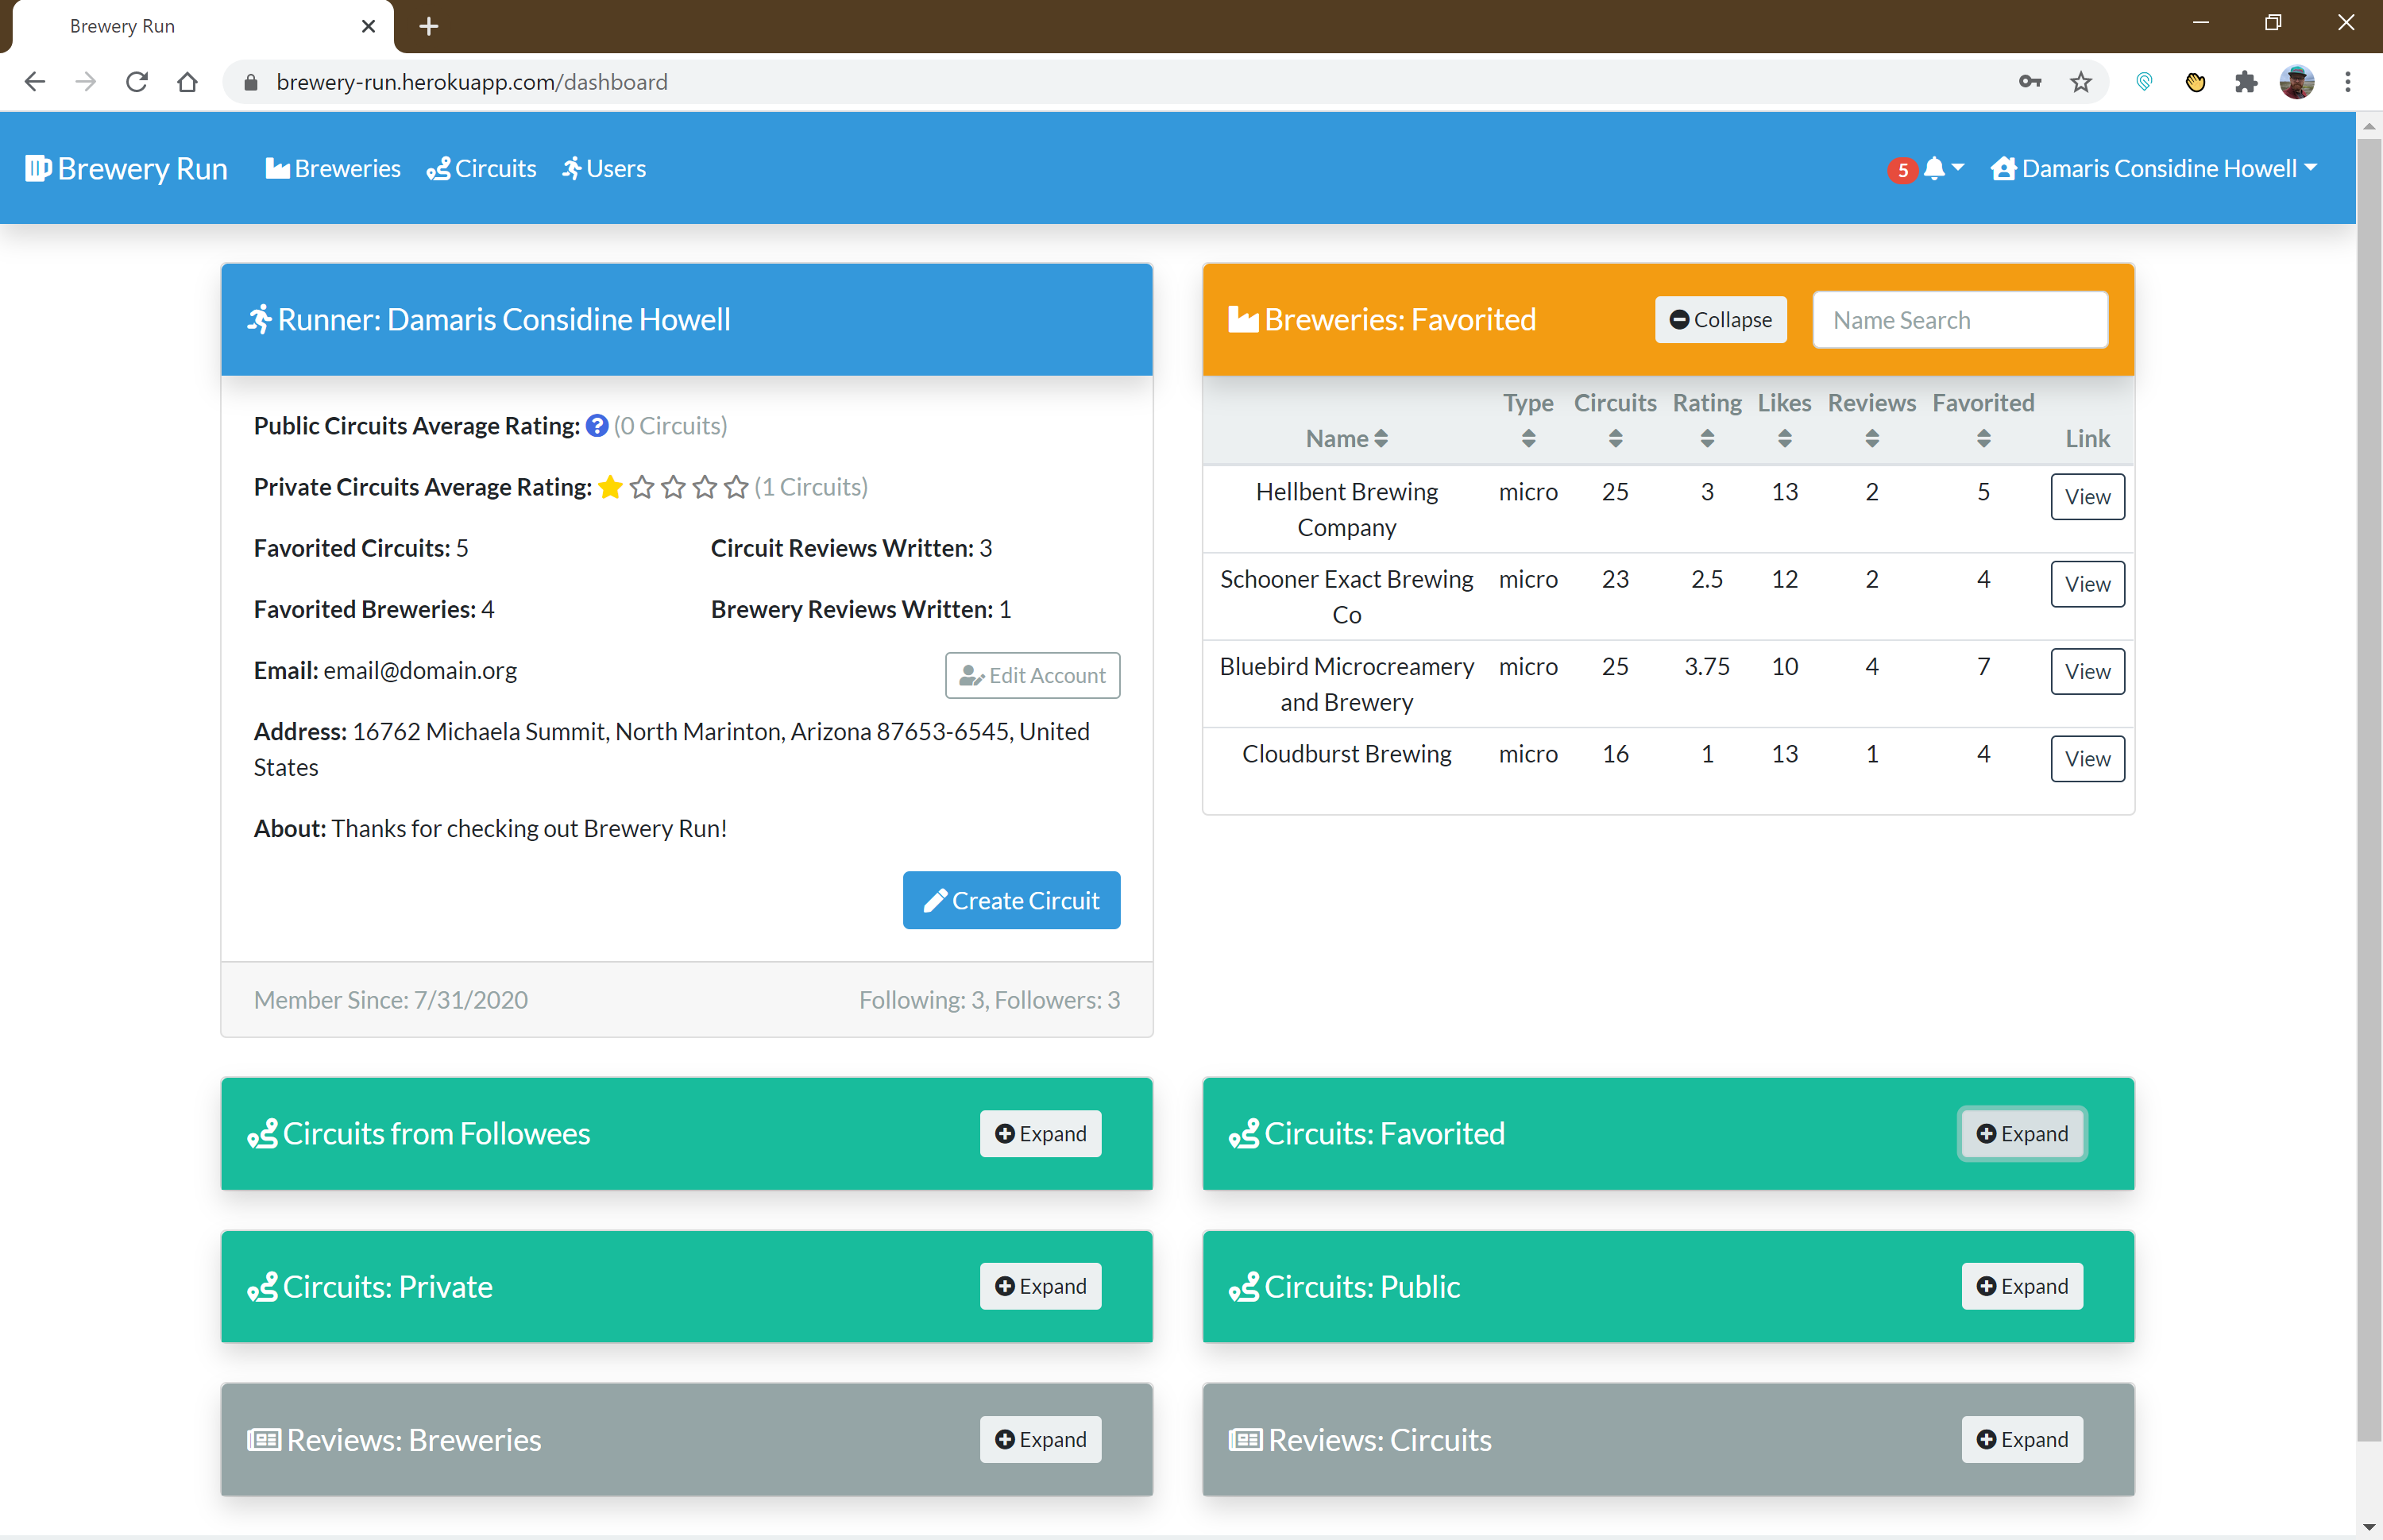 Brewery Run
brewery-run.herokuapp.com/dashboard
Brewery Run Breweries Circuits Users 5 Damaris Considine Howell
Runner: Damaris Considine Howell
Public Circuits Average Rating: (0 Circuits)
Private Circuits Average Rating: (1 Circuits)
Favorited Circuits: 5 Circuit Reviews Written: 3
Favorited Breweries: 4 Brewery Reviews Written: 1
Email: email@domain.org Edit Account
Address: 16762 Michaela Summit, North Marinton, Arizona 87653-6545, United
States
About: Thanks for checking out Brewery Run!
Create Circuit
Member Since: 7/31/2020 Following: 3, Followers: 3
Breweries: Favorited Collapse Name Search
Type Circuits Rating Likes Reviews Favorited
Name Link
Hellbent Brewing micro 25 3 13 2 5 View
Company
Schooner Exact Brewing micro 23 2.5 12 2 4 View
Co
Bluebird Microcreamery micro 25 3.75 10 4 7 View
and Brewery
Cloudburst Brewing micro 16 1 13 1 4 View
Circuits from Followees Expand
Circuits: Favorited Expand
Circuits: Private Expand
Circuits: Public Expand
Reviews: Breweries Expand
Reviews: Circuits Expand